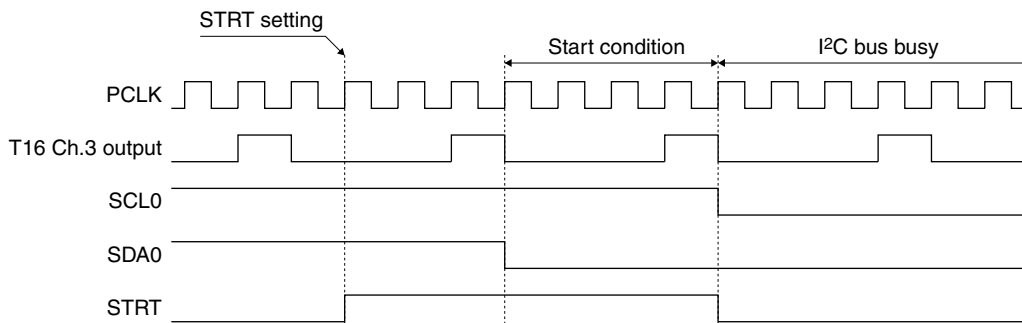 STRT setting
Start condition
I²C bus busy
PCLK
T16 Ch.3 output
SCL0
SDA0
STRT